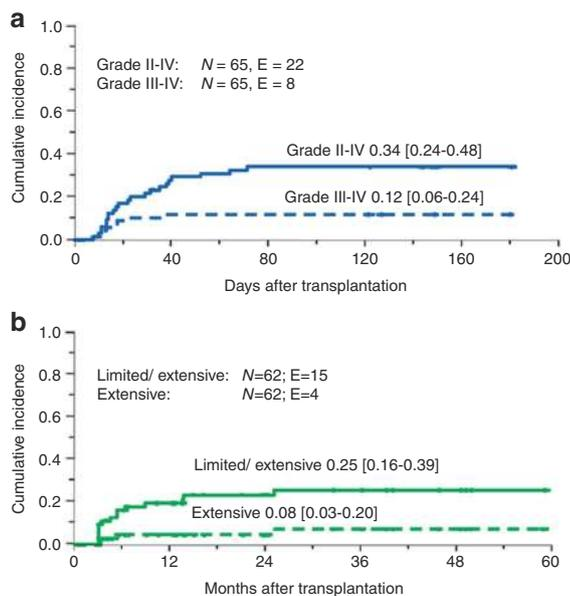 a
1.0
0.8
0.6
0.4
0.2
0.0
Cumulative incidence
Grade II-IV: N = 65, E = 22
Grade III-IV: N = 65, E = 8
Grade II-IV 0.34 [0.24-0.48]
Grade III-IV 0.12 [0.06-0.24]
0 40 80 120 160 200
Days after transplantation
b
1.0
0.8
0.6
0.4
0.2
0.0
Cumulative incidence
Limited/ extensive: N=62; E=15
Extensive: N=62; E=4
Limited/ extensive 0.25 [0.16-0.39]
Extensive 0.08 [0.03-0.20]
0 12 24 36 48 60
Months after transplantation